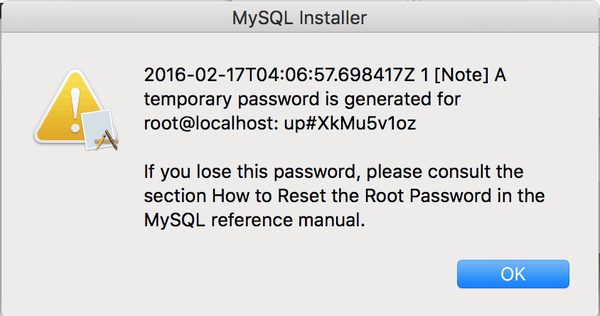 MySQL Installer
2016-02-17T04:06:57.698417Z 1 [Note] A
temporary password is generated for
root@localhost: up#XkMu5v1oz
If you lose this password, please consult the
section How to Reset the Root Password in the
MySQL reference manual.
OK